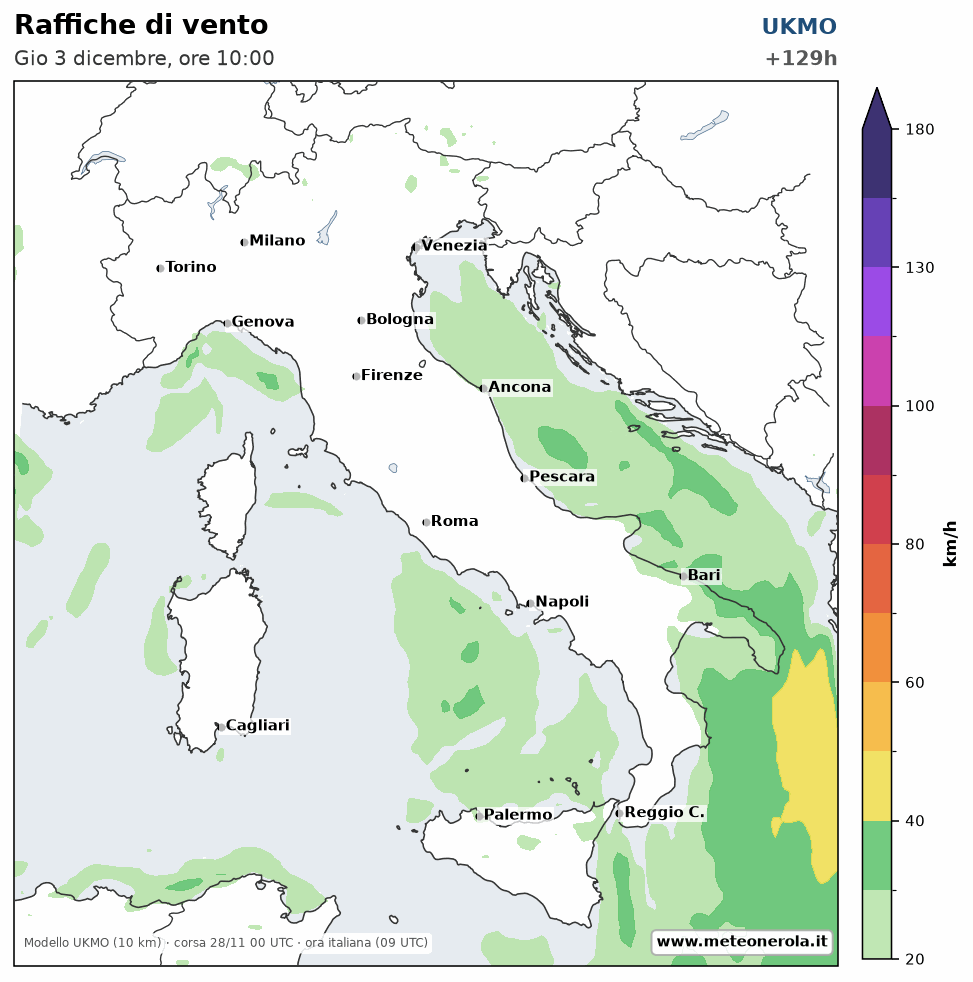 Raffiche di vento
UKMO
Gio 3 dicembre, ore 10:00
+129h
Milano
Venezia
Torino
Genova
Bologna
Firenze
Ancona
Pescara
Roma
Bari
Napoli
Cagliari
Palermo
Reggio C.
180
130
100
80
60
40
20
km/h
Modello UKMO (10 km) · corsa 28/11 00 UTC · ora italiana (09 UTC)
www.meteonerola.it